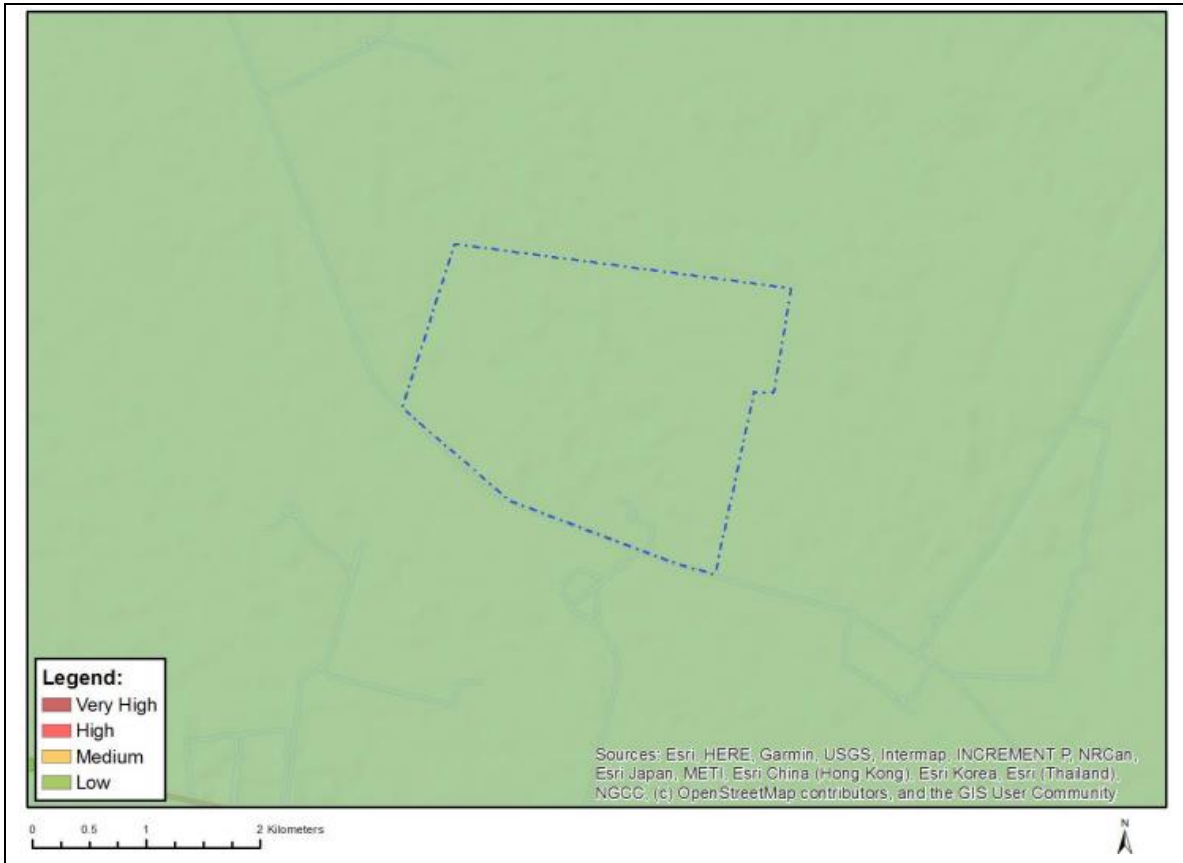 Legend:
Very High
High
Medium
Low
Sources: Esri, HERE, Garmin, USGS, Intermap, INCREMENT P, NRCan,
Esri Japan, METI, Esri China (Hong Kong), Esri Korea, Esri (Thailand),
NGCC, (c) OpenStreetMap contributors, and the GIS User Community
0 0.5 1 2 Kilometers
N